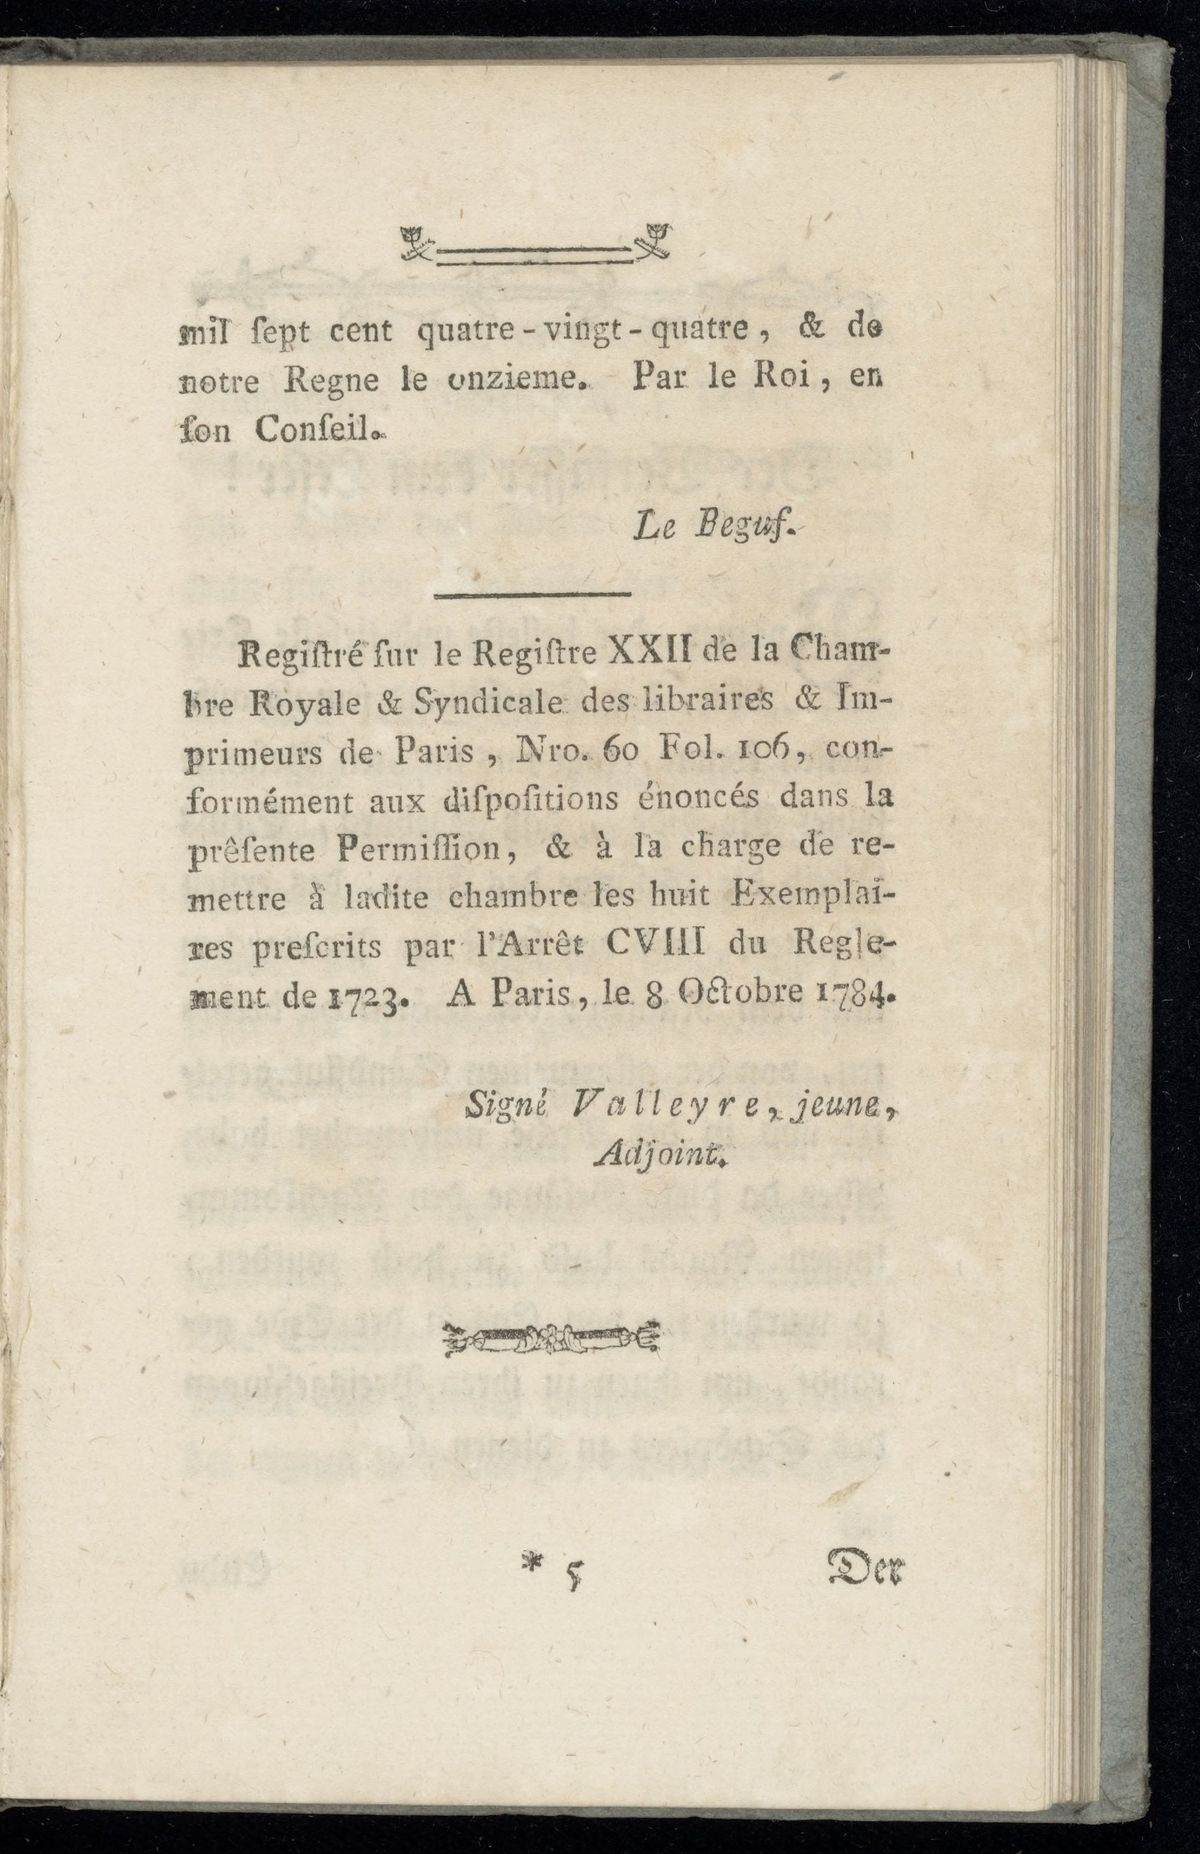 mil ſept cent quatre-vingt-quatre, & de
notre Regne le onzieme. Par le Roi, en
ſon Conſeil.
Le Beguf.
Regiſtré ſur le Regiſtre XXII de la Cham-
bre Royale & Syndicale des libraires & Im-
primeurs de Paris, Nro. 60 Fol. 106, con-
formément aux diſpoſitions énoncés dans la
prêſente Permiſſion, & à la charge de re-
mettre à ladite chambre les huit Exemplai-
res preſcrits par l'Arrêt CVIII du Regle-
ment de 1723. A Paris, le 8 Octobre 1784.
Signé Valleyre, jeune,
Adjoint.
* 5 Der